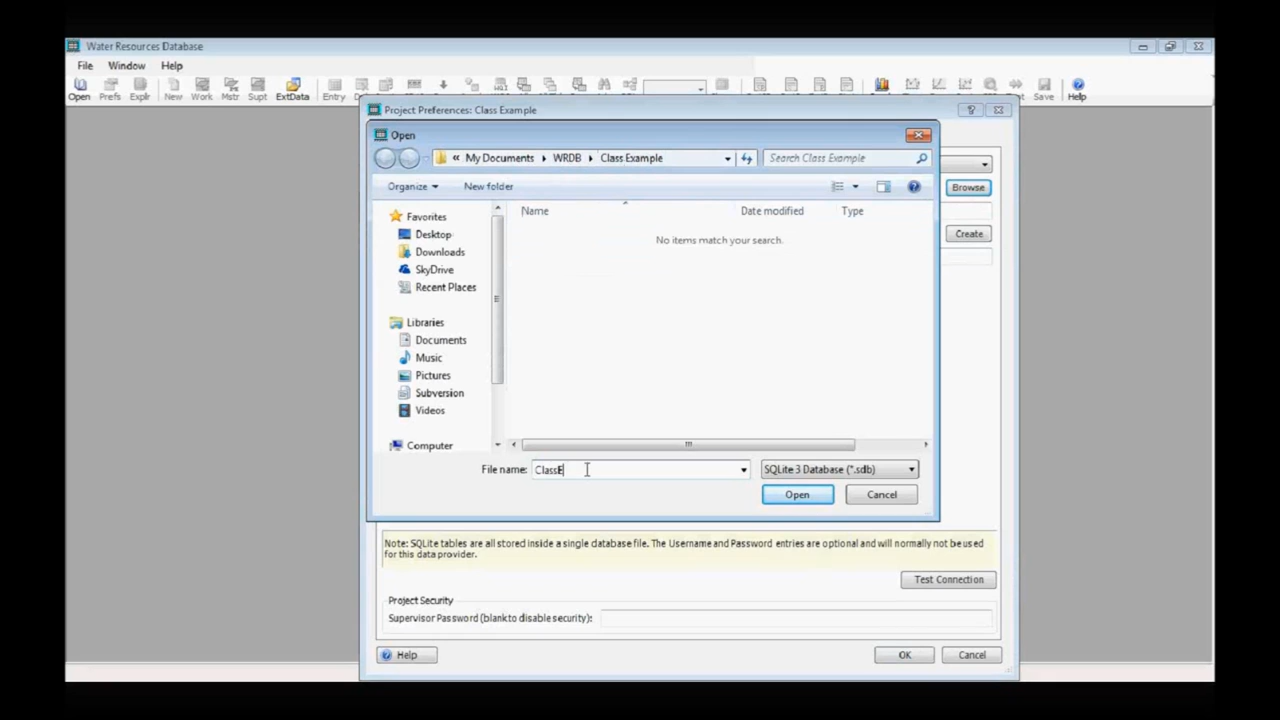 Water Resources Database
File Window Help
Open Prefs Explr New Work Mstr Supt ExtData Entry Save Help
Project Preferences: Class Example
Open
« My Documents WRDB Class Example Search Class Example
Organize New folder Browse
Name Date modified Type
Create
No items match your search.
Favorites
Desktop
Downloads
SkyDrive
Recent Places
Libraries
Documents
Music
Pictures
Subversion
Videos
Computer
File name: ClassE SQLite 3 Database (*.sdb)
Open Cancel
Note: SQLite tables are all stored inside a single database file. The Username and Password entries are optional and will normally not be used
for this data provider.
Test Connection
Project Security
Supervisor Password (blank to disable security):
Help OK Cancel